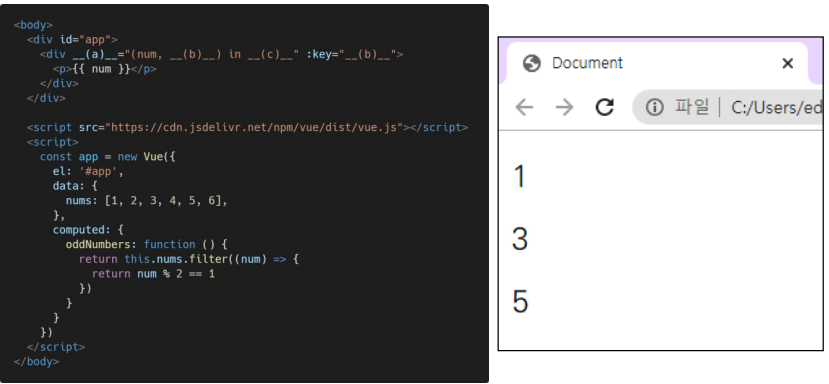 <body>
<div id="app">
<div __(a)__="(num, __(b)__) in __(c)__" :key="__(b)__">
<p>{{ num }}</p>
</div>
</div>
<script src="https://cdn.jsdelivr.net/npm/vue/dist/vue.js"></script>
<script>
const app = new Vue({
el: '#app',
data: {
nums: [1, 2, 3, 4, 5, 6],
},
computed: {
oddNumbers: function () {
return this.nums.filter((num) => {
return num % 2 == 1
})
}
}
})
</script>
</body>
Document
파일 C:/Users/ed
1
3
5